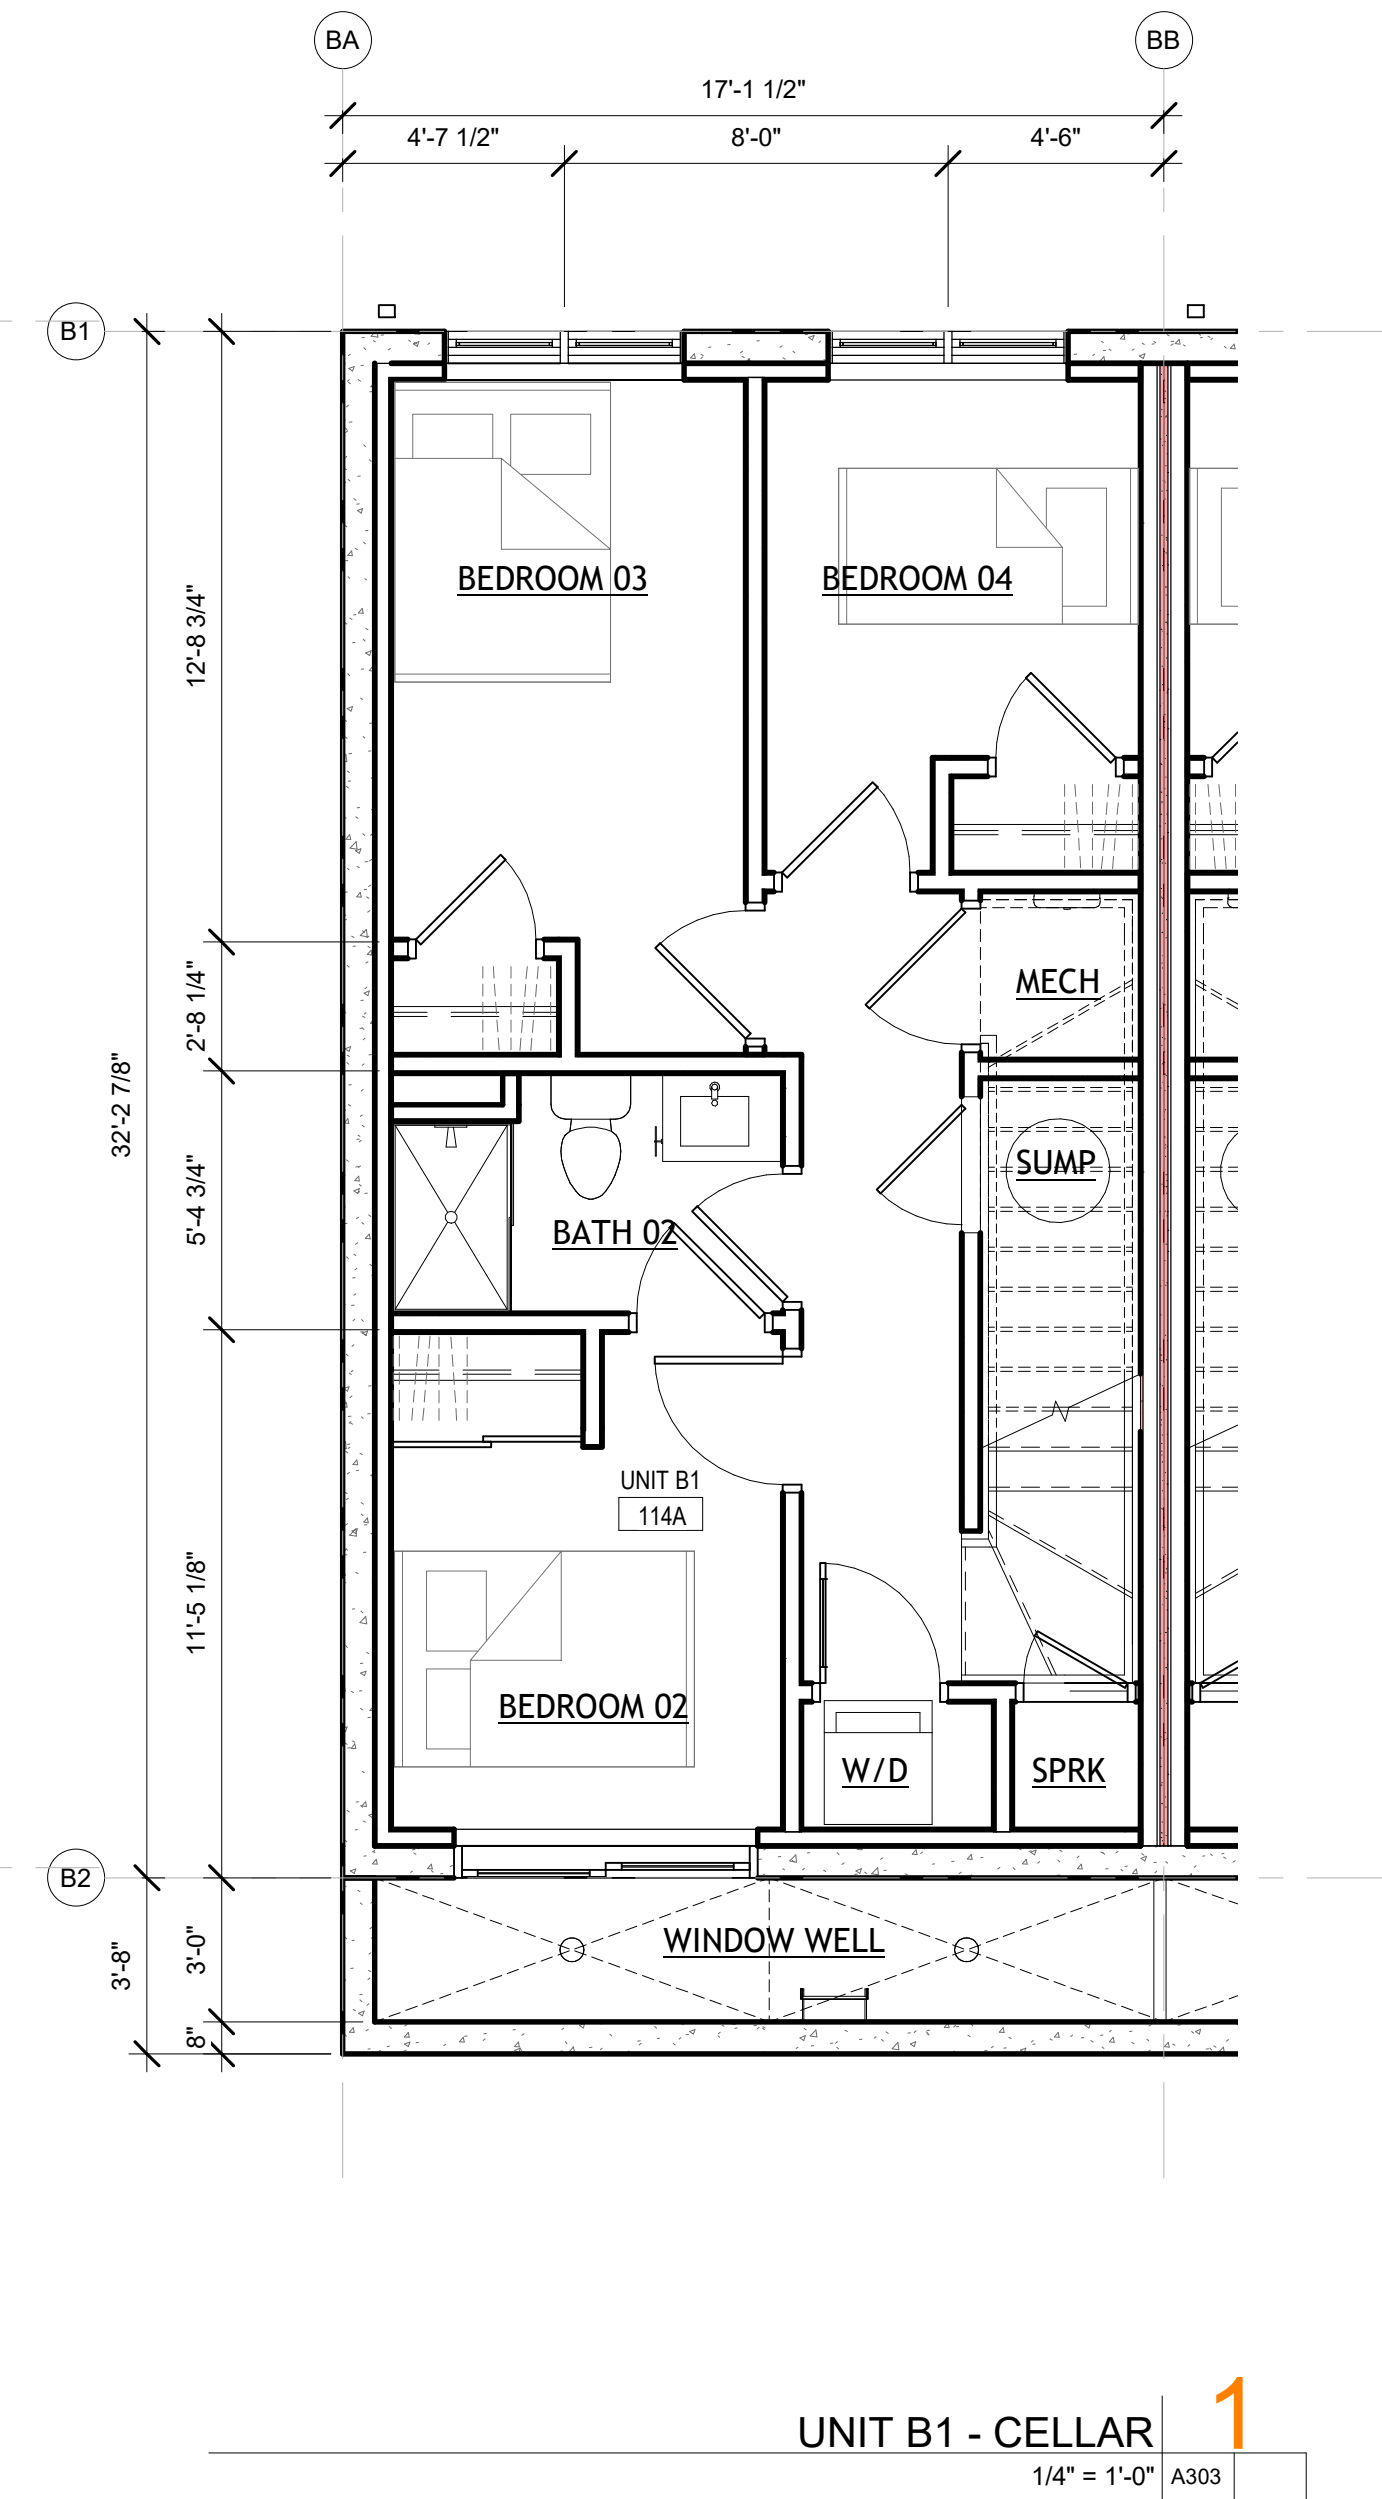 BA
BB
17'-1 1/2"
4'-7 1/2"
8'-0"
4'-6"
B1
12'-8 3/4"
BEDROOM 03
BEDROOM 04
2'-8 1/4"
MECH
32'-2 7/8"
5'-4 3/4"
SUMP
BATH 02
UNIT B1
114A
11'-5 1/8"
BEDROOM 02
W/D
SPRK
B2
3'-8"
3'-0"
WINDOW WELL
8"
UNIT B1 - CELLAR
1
1/4" = 1'-0"
A303